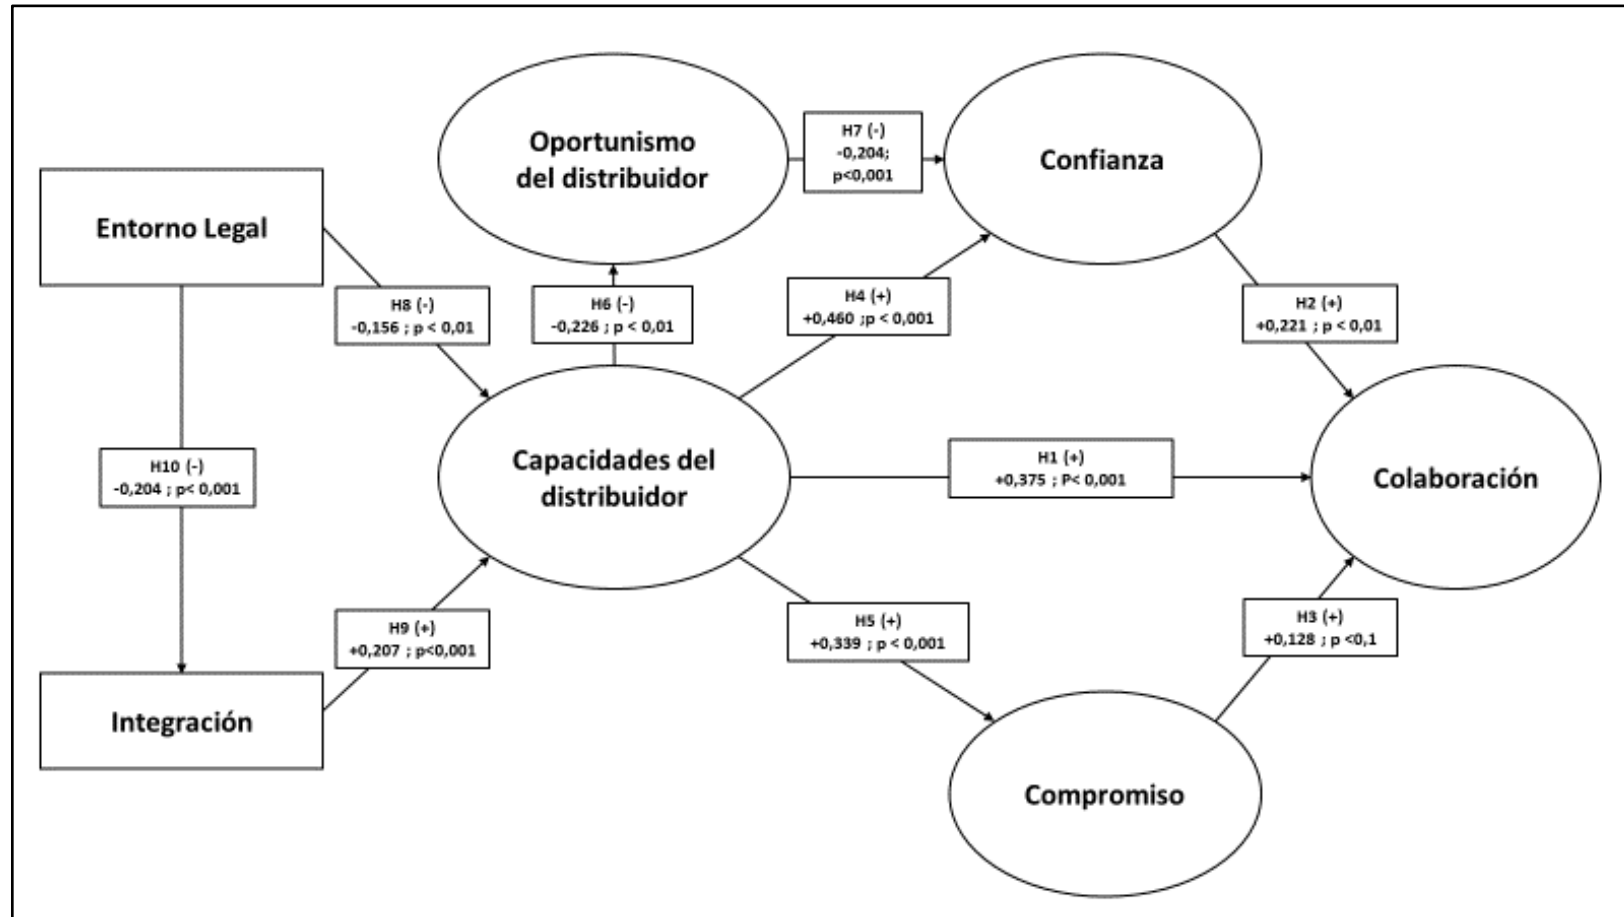 Oportunismo
del distribuidor
H7 (-)
-0,204;
p<0,001
Confianza
Entorno Legal
H8 (-)
-0,156 ; p < 0,01
H6 (-)
-0,226 ; p < 0,01
H4 (+)
+0,460 ;p < 0,001
H2 (+)
+0,221 ; p < 0,01
H10 (-)
-0,204 ; p< 0,001
Capacidades del
distribuidor
H1 (+)
+0,375 ; P< 0,001
Colaboración
H9 (+)
+0,207 ; p<0,001
H5 (+)
+0,339 ; p < 0,001
H3 (+)
+0,128 ; p <0,1
Integración
Compromiso